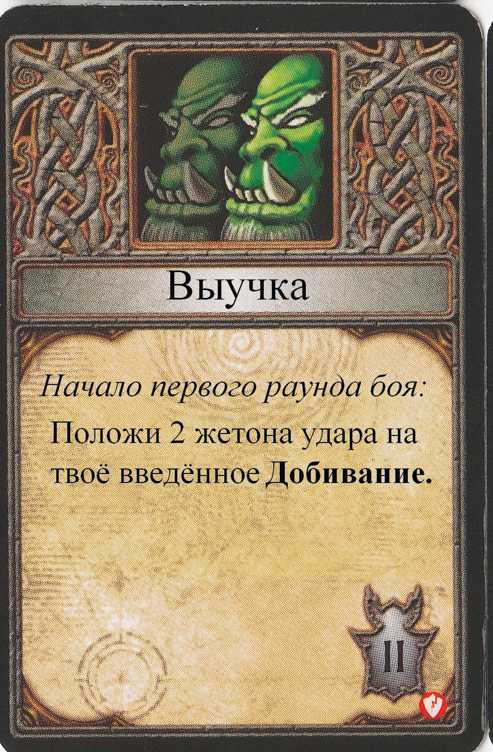 Выучка
Начало первого раунда боя:
Положи 2 жетона удара на
твоё введённое Добивание.
II